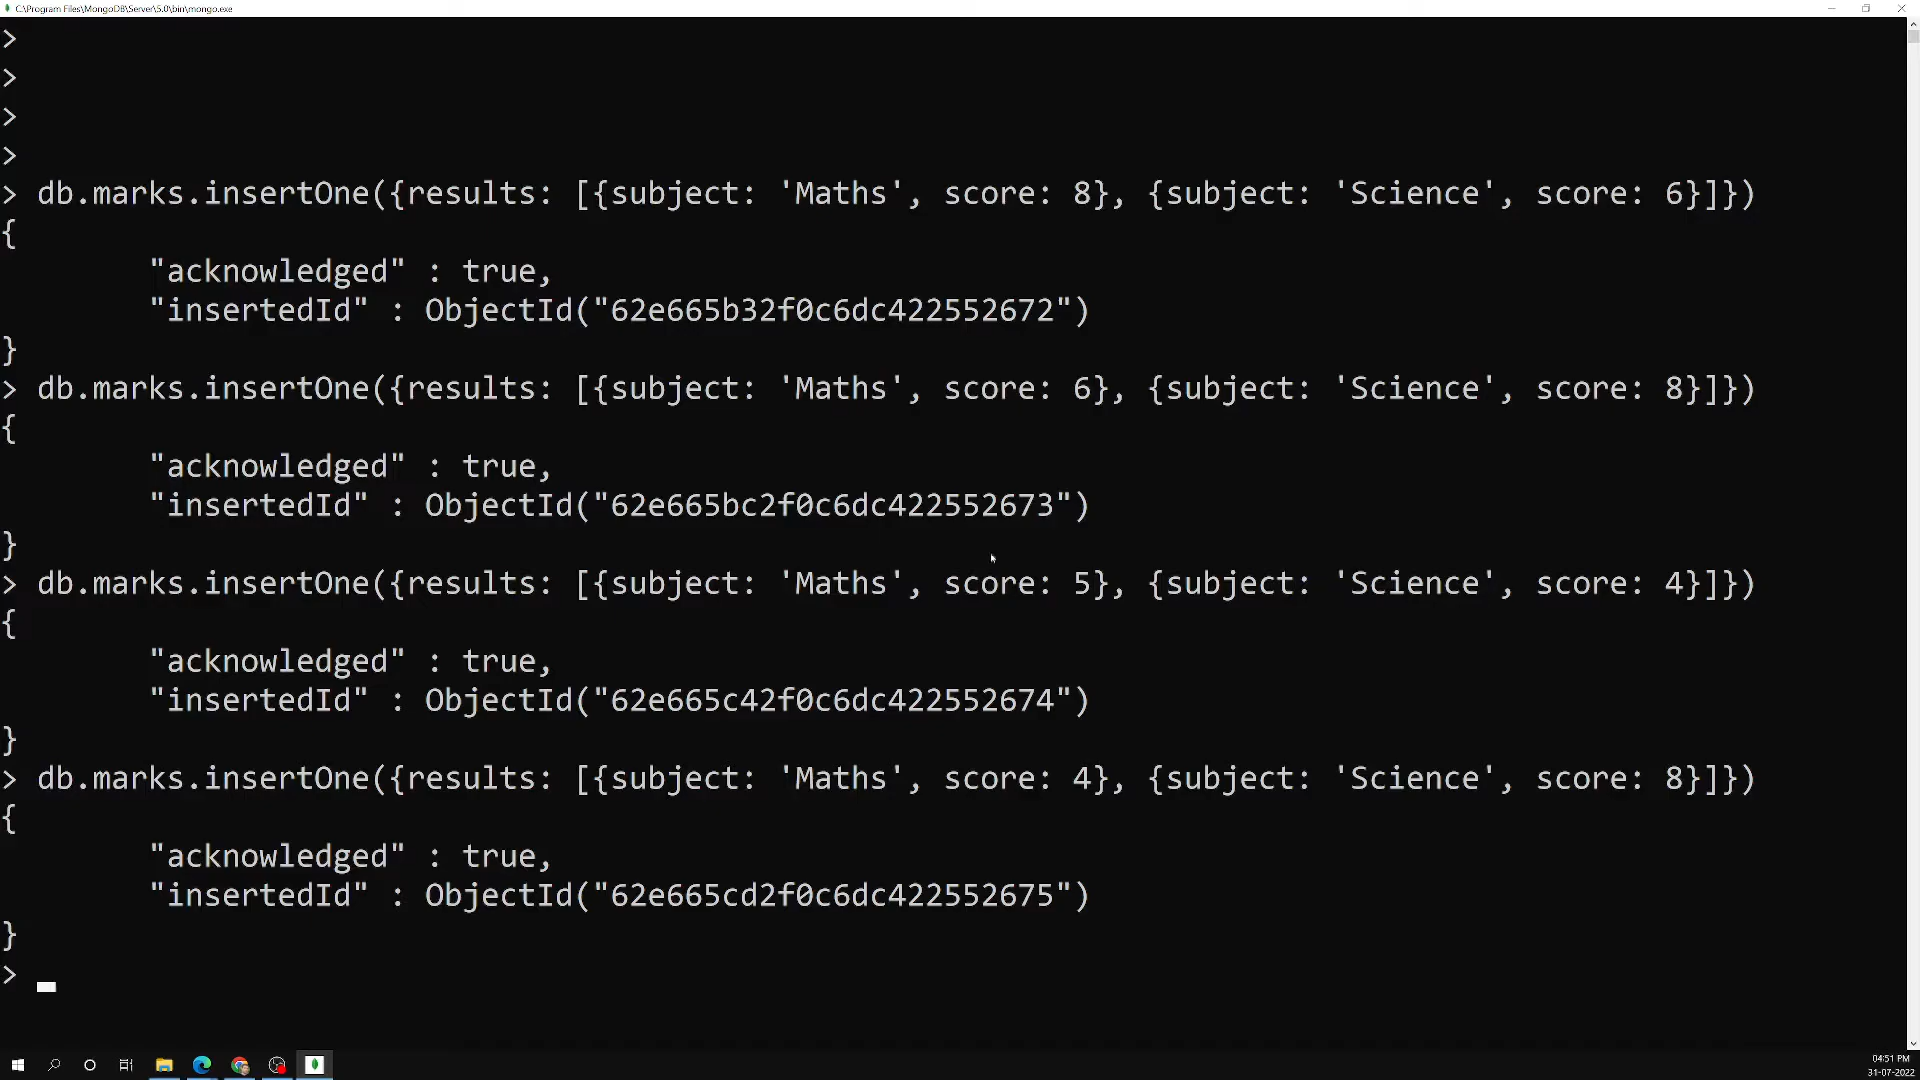 C:\Program Files\MongoDB\Server\5.0\bin\mongo.exe
>
>
>
>
> db.marks.insertOne({results: [{subject: 'Maths', score: 8}, {subject: 'Science', score: 6}]})
{
"acknowledged" : true,
"insertedId" : ObjectId("62e665b32f0c6dc422552672")
}
> db.marks.insertOne({results: [{subject: 'Maths', score: 6}, {subject: 'Science', score: 8}]})
{
"acknowledged" : true,
"insertedId" : ObjectId("62e665bc2f0c6dc422552673")
}
> db.marks.insertOne({results: [{subject: 'Maths', score: 5}, {subject: 'Science', score: 4}]})
{
"acknowledged" : true,
"insertedId" : ObjectId("62e665c42f0c6dc422552674")
}
> db.marks.insertOne({results: [{subject: 'Maths', score: 4}, {subject: 'Science', score: 8}]})
{
"acknowledged" : true,
"insertedId" : ObjectId("62e665cd2f0c6dc422552675")
}
>
04:51 PM
31-07-2022